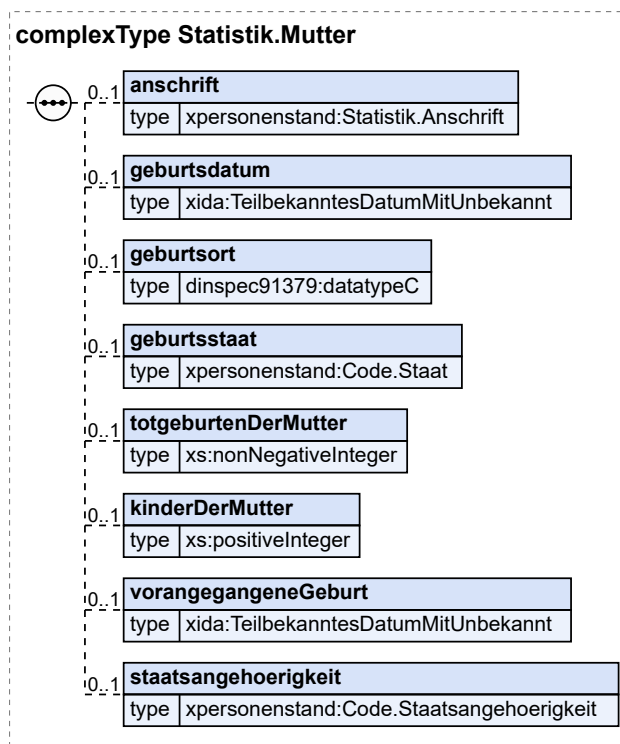 complexType Statistik.Mutter
0..1 anschrift
type xpersonenstand:Statistik.Anschrift
0..1 geburtsdatum
type xida:TeilbekanntesDatumMitUnbekannt
0..1 geburtsort
type dinspec91379:datatypeC
0..1 geburtsstaat
type xpersonenstand:Code.Staat
0..1 totgeburtenDerMutter
type xs:nonNegativeInteger
0..1 kinderDerMutter
type xs:positiveInteger
0..1 vorangegangeneGeburt
type xida:TeilbekanntesDatumMitUnbekannt
0..1 staatsangehoerigkeit
type xpersonenstand:Code.Staatsangehoerigkeit